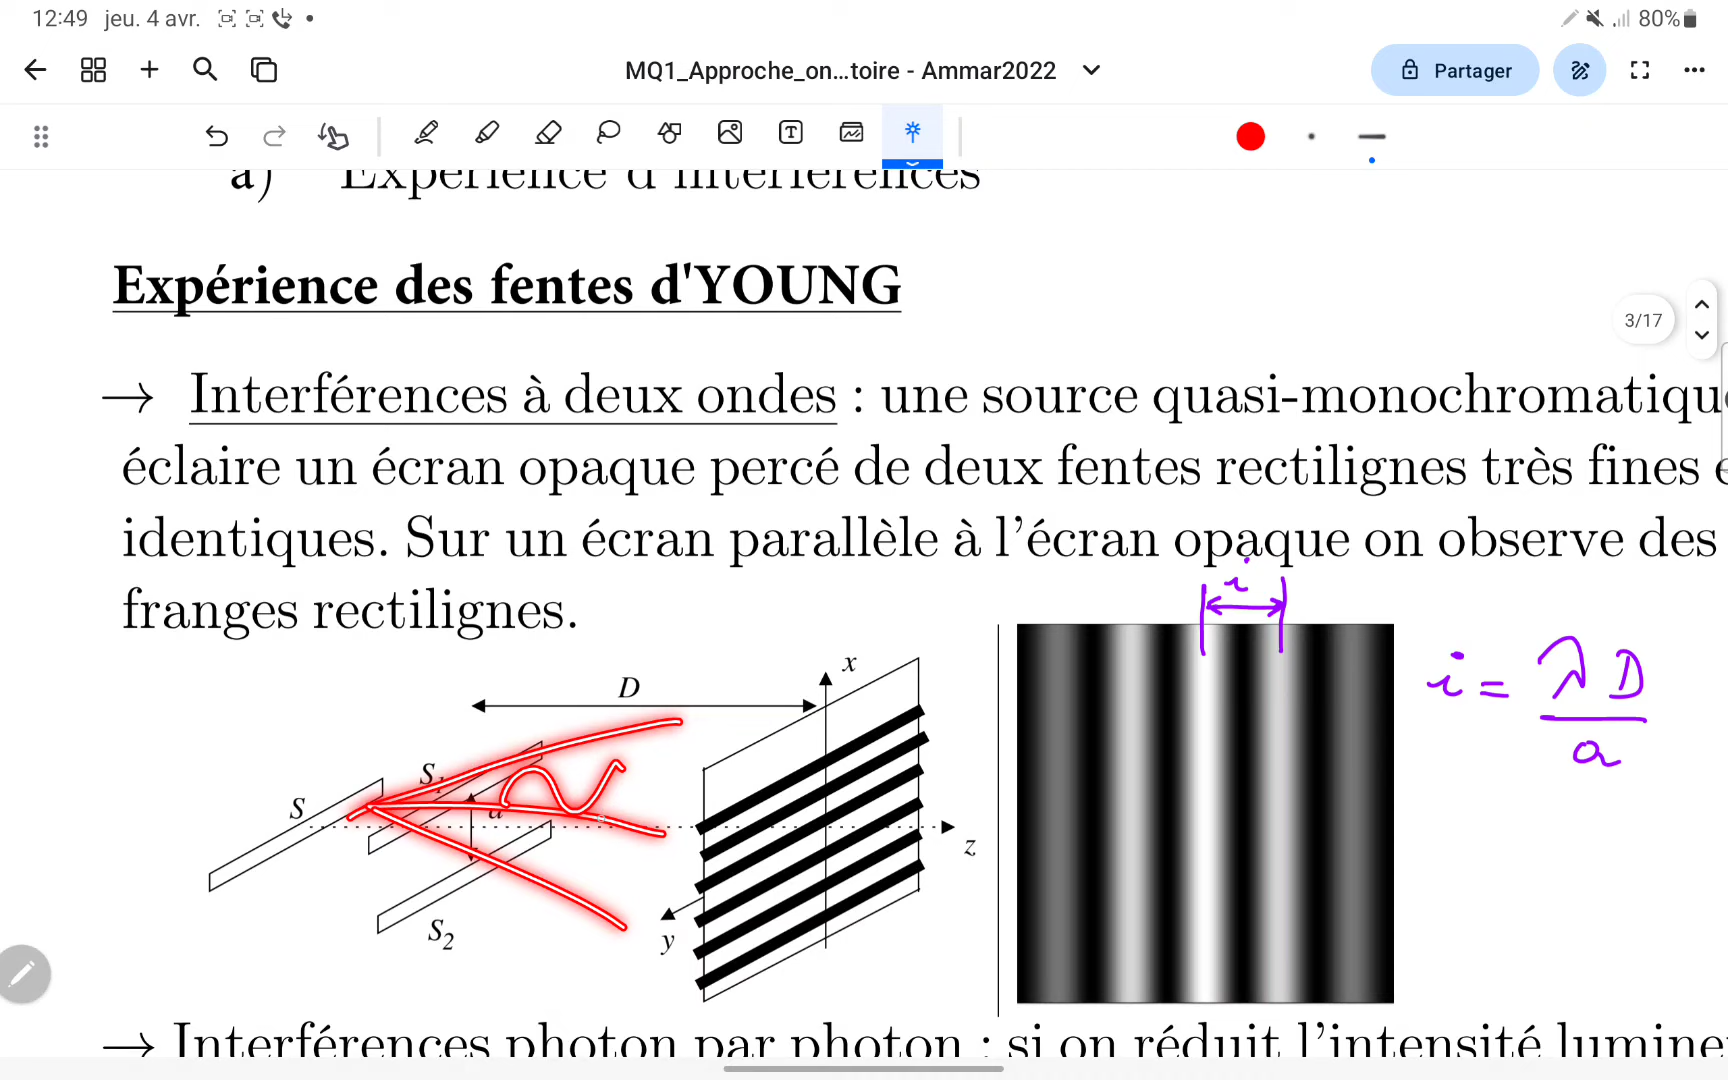 12:49 jeu. 4 avr.
80%
MQ1_Approche_on...toire - Ammar2022
Partager
a) Expérience d'interférences
Expérience des fentes d'YOUNG
3/17
→ Interférences à deux ondes : une source quasi-monochromatiqu
éclaire un écran opaque percé de deux fentes rectilignes très fines e
identiques. Sur un écran parallèle à l'écran opaque on observe des
franges rectilignes.
i
i = λD/a
x
D
S1
S
a
z
S2
y
→ Interférences photon par photon : si on réduit l'intensité lumine